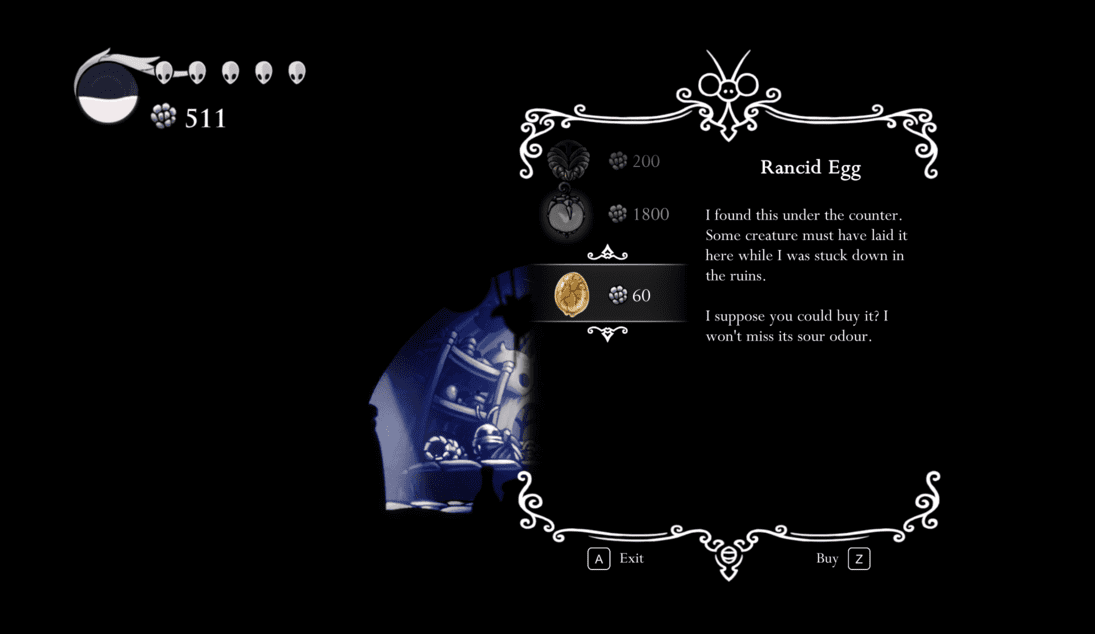 511
200
1800
60
Rancid Egg
I found this under the counter.
Some creature must have laid it
here while I was stuck down in
the ruins.
I suppose you could buy it? I
won't miss its sour odour.
A Exit
Buy Z